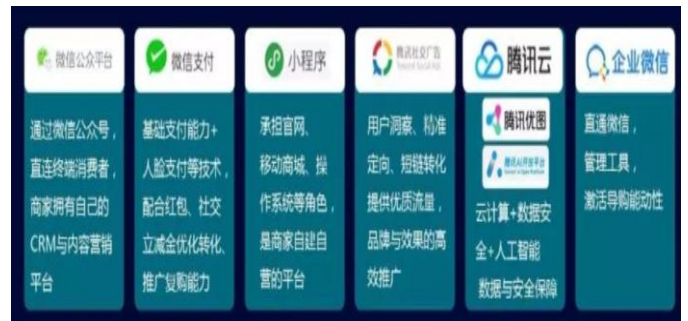 微信公众平台
通过微信公众号，
直连终端消费者，
商家拥有自己的
CRM与内容营销
平台
微信支付
基础支付能力+
人脸支付等技术，
配合红包、社交
立减金优化转化、
推广复购能力
小程序
承担官网、
移动商城、操
作系统等角色，
是商家自建自
营的平台
腾讯社交广告
用户洞察、精准
定向、短链转化
提供优质流量，
品牌与效果的高
效推广
腾讯云
腾讯优图
腾讯AI开放平台
云计算+数据安
全+人工智能
数据与安全保障
企业微信
直通微信，
管理工具，
激活导购能动性